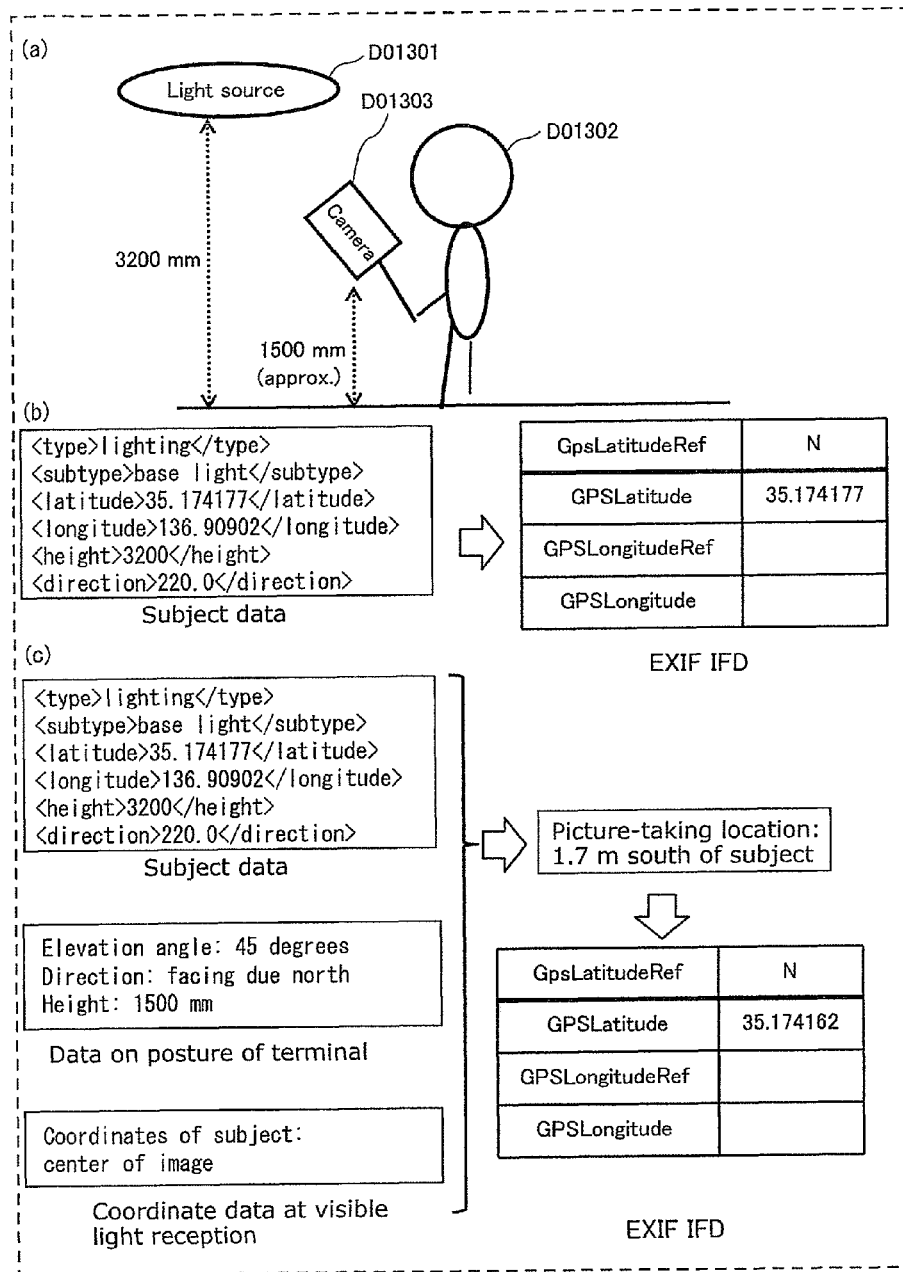 (a)
D01301
Light source
D01303
D01302
Camera
3200 mm
1500 mm
(approx.)
(b)
<type>lighting</type>
<subtype>base light</subtype>
<latitude>35.174177</latitude>
<longitude>136.90902</longitude>
<height>3200</height>
<direction>220.0</direction>
Subject data
GpsLatitudeRef N
GPSLatitude 35.174177
GPSLongitudeRef
GPSLongitude
EXIF IFD
(c)
<type>lighting</type>
<subtype>base light</subtype>
<latitude>35.174177</latitude>
<longitude>136.90902</longitude>
<height>3200</height>
<direction>220.0</direction>
Subject data
Picture-taking location:
1.7 m south of subject
Elevation angle: 45 degrees
Direction: facing due north
Height: 1500 mm
Data on posture of terminal
GpsLatitudeRef N
GPSLatitude 35.174162
GPSLongitudeRef
GPSLongitude
Coordinates of subject:
center of image
Coordinate data at visible
light reception
EXIF IFD